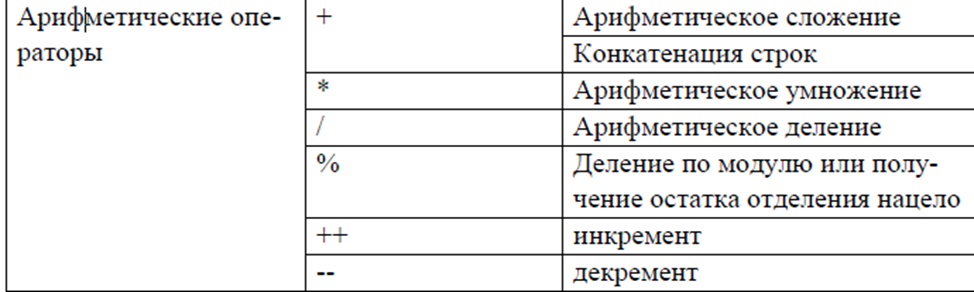 Арифметические опе-
раторы
+
Арифметическое сложение
Конкатенация строк
*
Арифметическое умножение
/
Арифметическое деление
%
Деление по модулю или полу-
чение остатка отделения нацело
++
инкремент
--
декремент